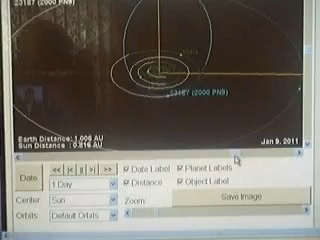 23187 (2000 PN9)
23187 (2000 PN9)
Earth Distance: 1.006 AU
Sun Distance : 0.816 AU
Jan 9, 2011
Date
<< |< || >| >>
Date Label
Planet Labels
1 Day
Distance
Object Label
Center
Sun
Zoom:
Save Image
Orbits:
Default Orbits